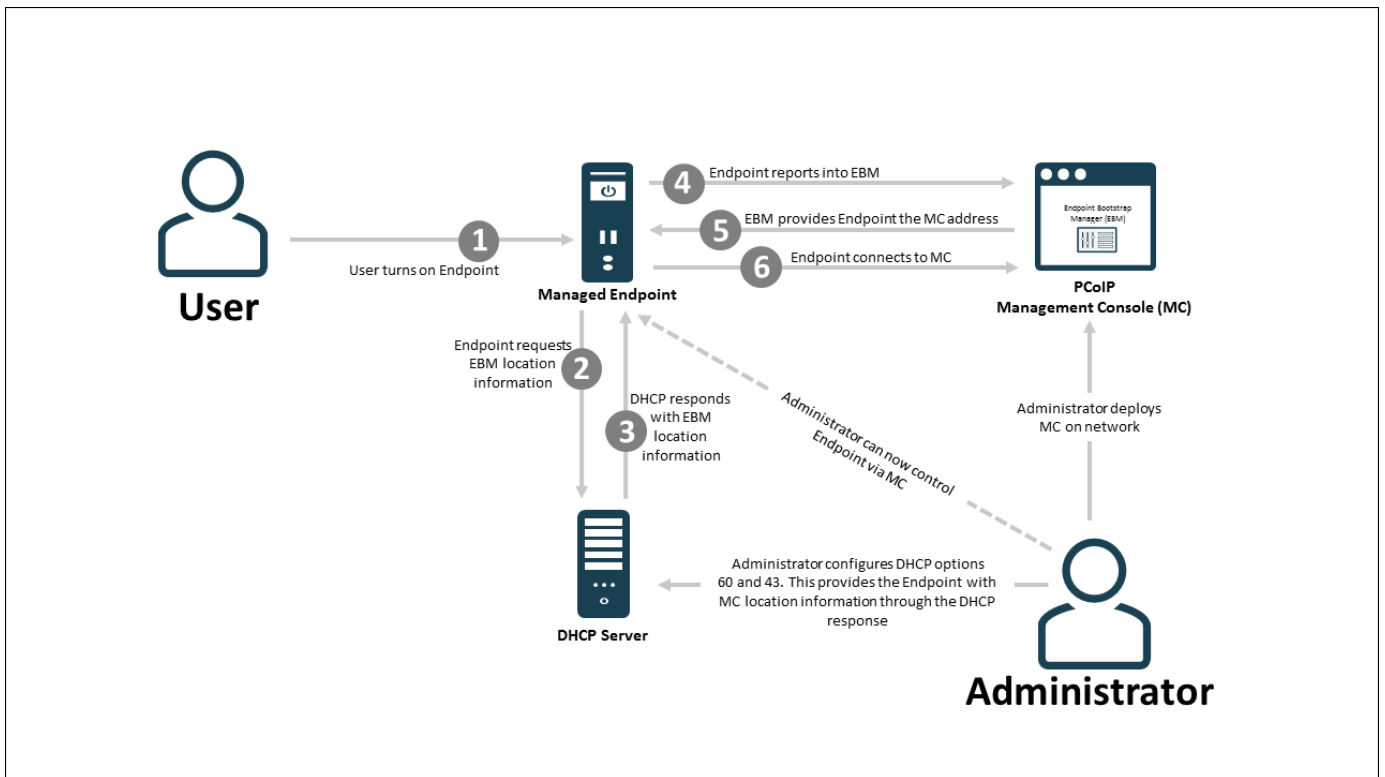 4
Endpoint reports into EBM
Endpoint Bootstrap
Manager (EBM)
5
EBM provides Endpoint the MC address
1
6
Endpoint connects to MC
User turns on Endpoint
User
Managed Endpoint
PCoIP
Management Console (MC)
Endpoint requests
EBM location
information
2
DHCP responds
with EBM
location
information
3
Administrator can now control
Endpoint via MC
Administrator deploys
MC on network
Administrator configures DHCP options
60 and 43. This provides the Endpoint with
MC location information through the DHCP
response
DHCP Server
Administrator